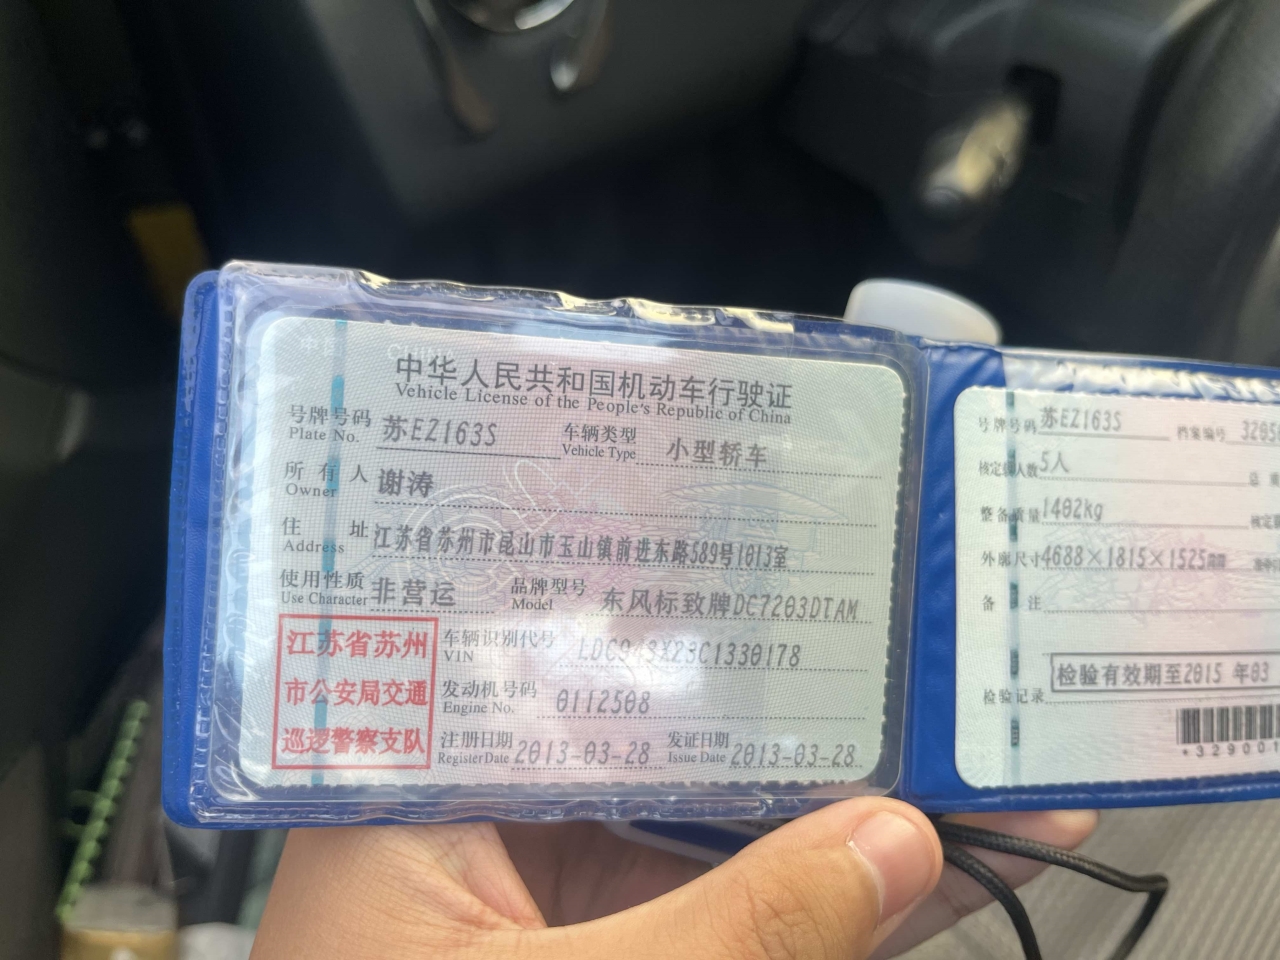 中华人民共和国机动车行驶证
Vehicle License of the People's Republic of China
号牌号码 苏EZ163S 车辆类型 小型轿车
Plate No. Vehicle Type
所有人 谢涛
Owner
住址 江苏省苏州市昆山市玉山镇前进东路589号1013室
Address
使用性质 非营运 品牌型号 东风标致牌DC7203DTAM
Use Character Model
江苏省苏州
市公安局交通
巡逻警察支队
车辆识别代号 LDC943X23C1330178
VIN
发动机号码 0112508
Engine No.
注册日期 2013-03-28 发证日期 2013-03-28
Register Date Issue Date
号牌号码 苏EZ163S 档案编号 3205
核定载人数 5人
整备质量 1402kg
外廓尺寸 4688×1815×1525mm
备注
检验记录 检验有效期至2015 年03
*32900